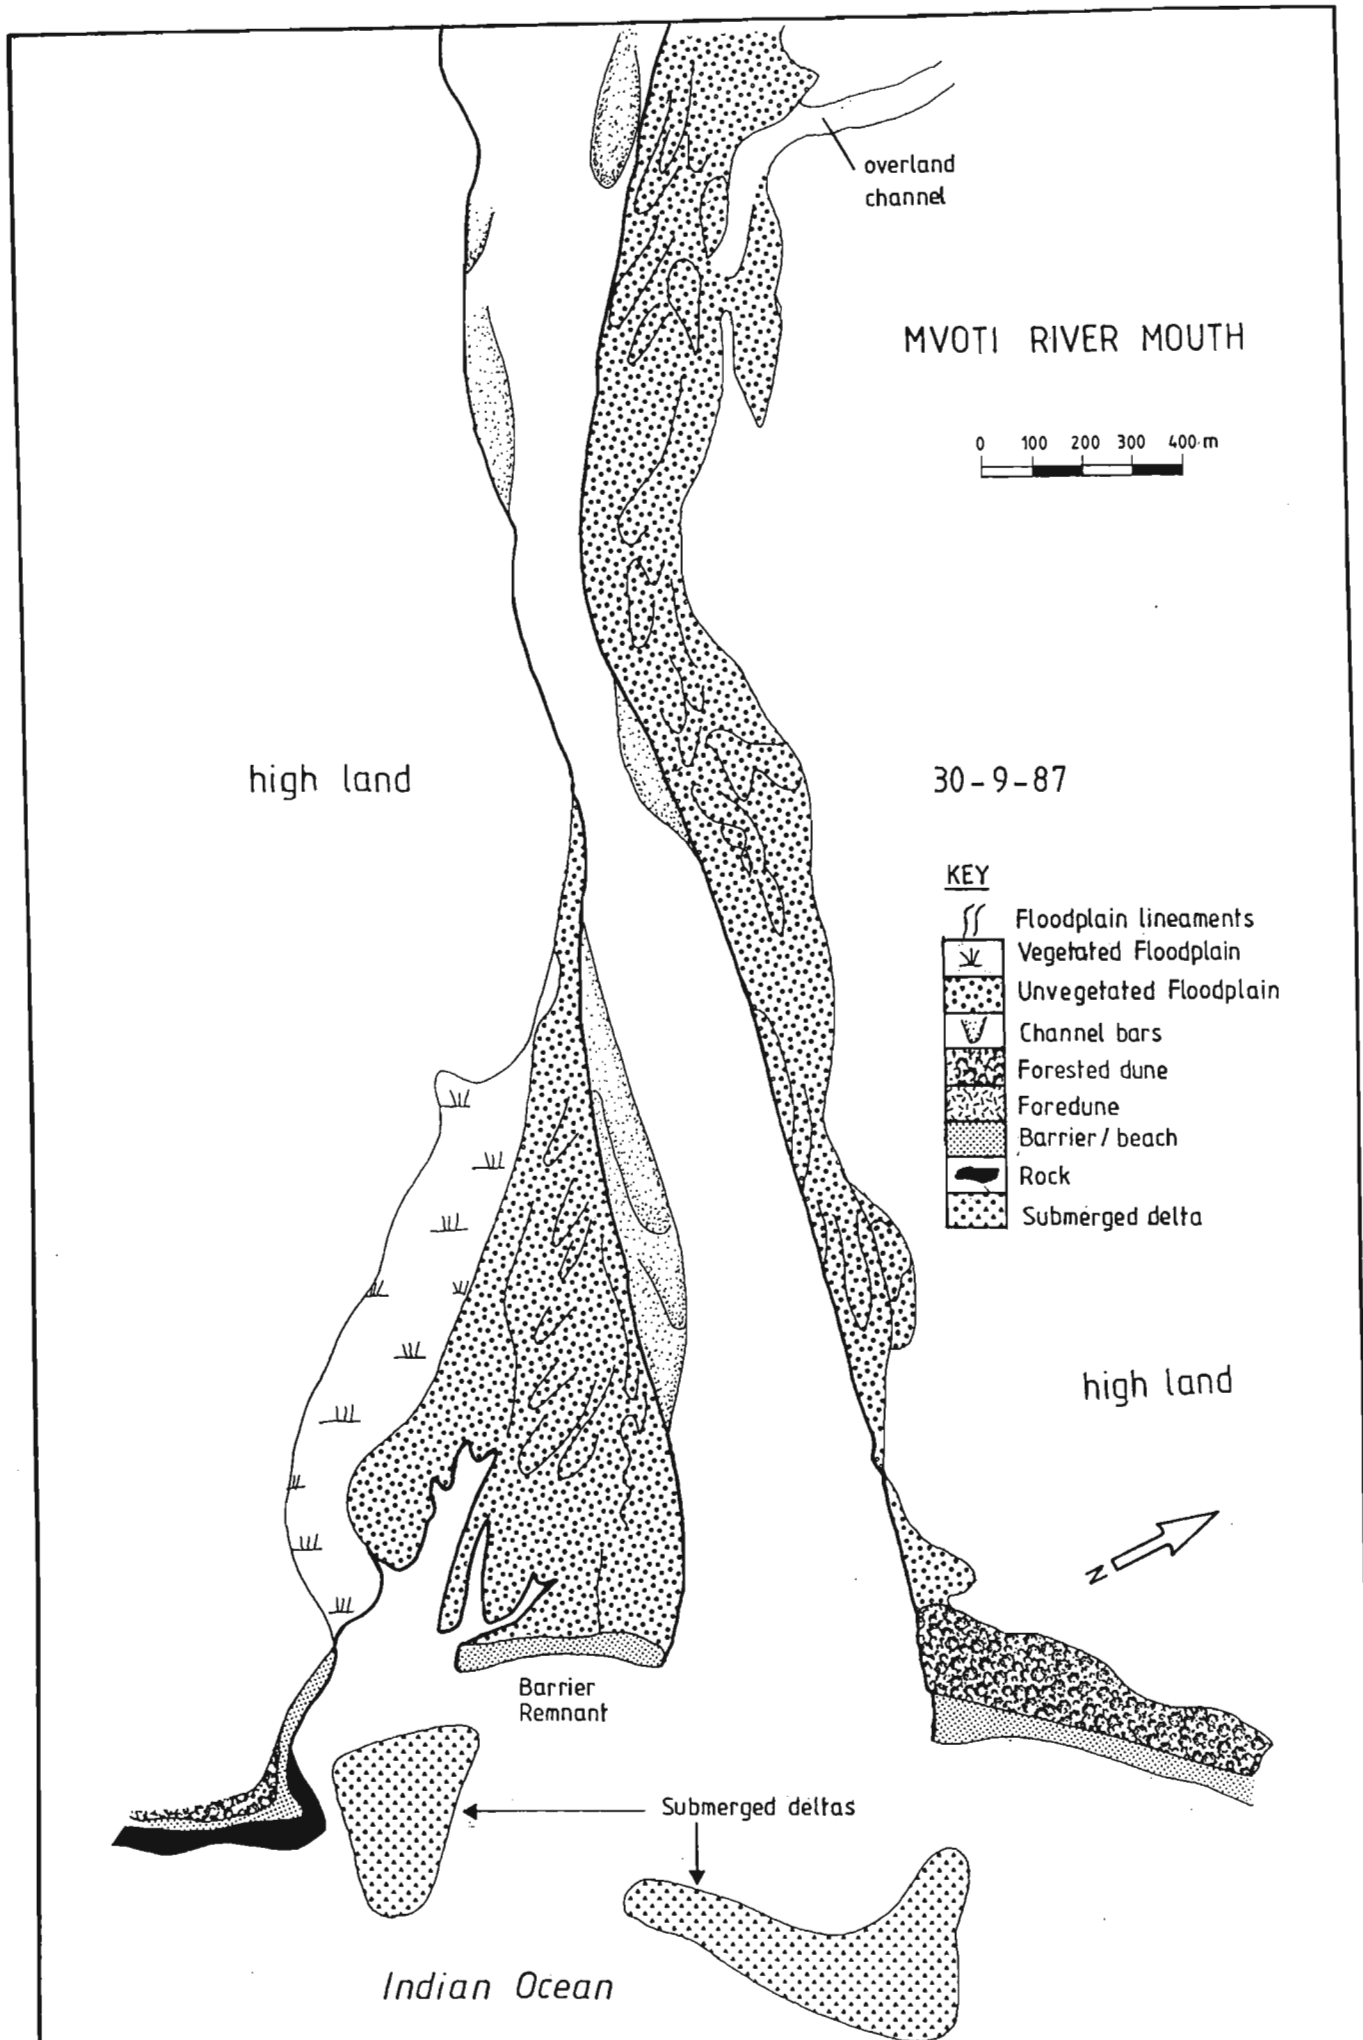 overland
channel
MVOTI RIVER MOUTH
0 100 200 300 400 m
high land
30-9-87
KEY
Floodplain lineaments
Vegetated Floodplain
Unvegetated Floodplain
Channel bars
Forested dune
Foredune
Barrier / beach
Rock
Submerged delta
high land
N
Barrier
Remnant
Submerged deltas
Indian Ocean